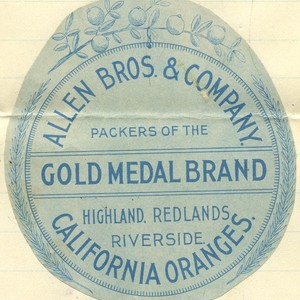 ALLEN BROS. & COMPANY.
PACKERS OF THE
GOLD MEDAL BRAND
HIGHLAND, REDLANDS
RIVERSIDE
CALIFORNIA ORANGES.